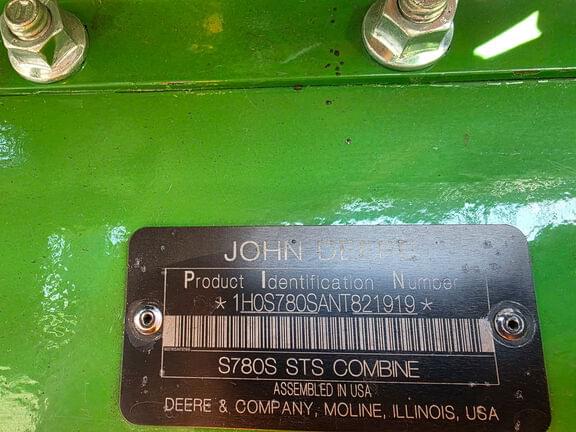 JOHN DEERE
Product Identification Number
*1H0S780SANT821919*
S780S STS COMBINE
ASSEMBLED IN USA
DEERE & COMPANY, MOLINE, ILLINOIS, USA